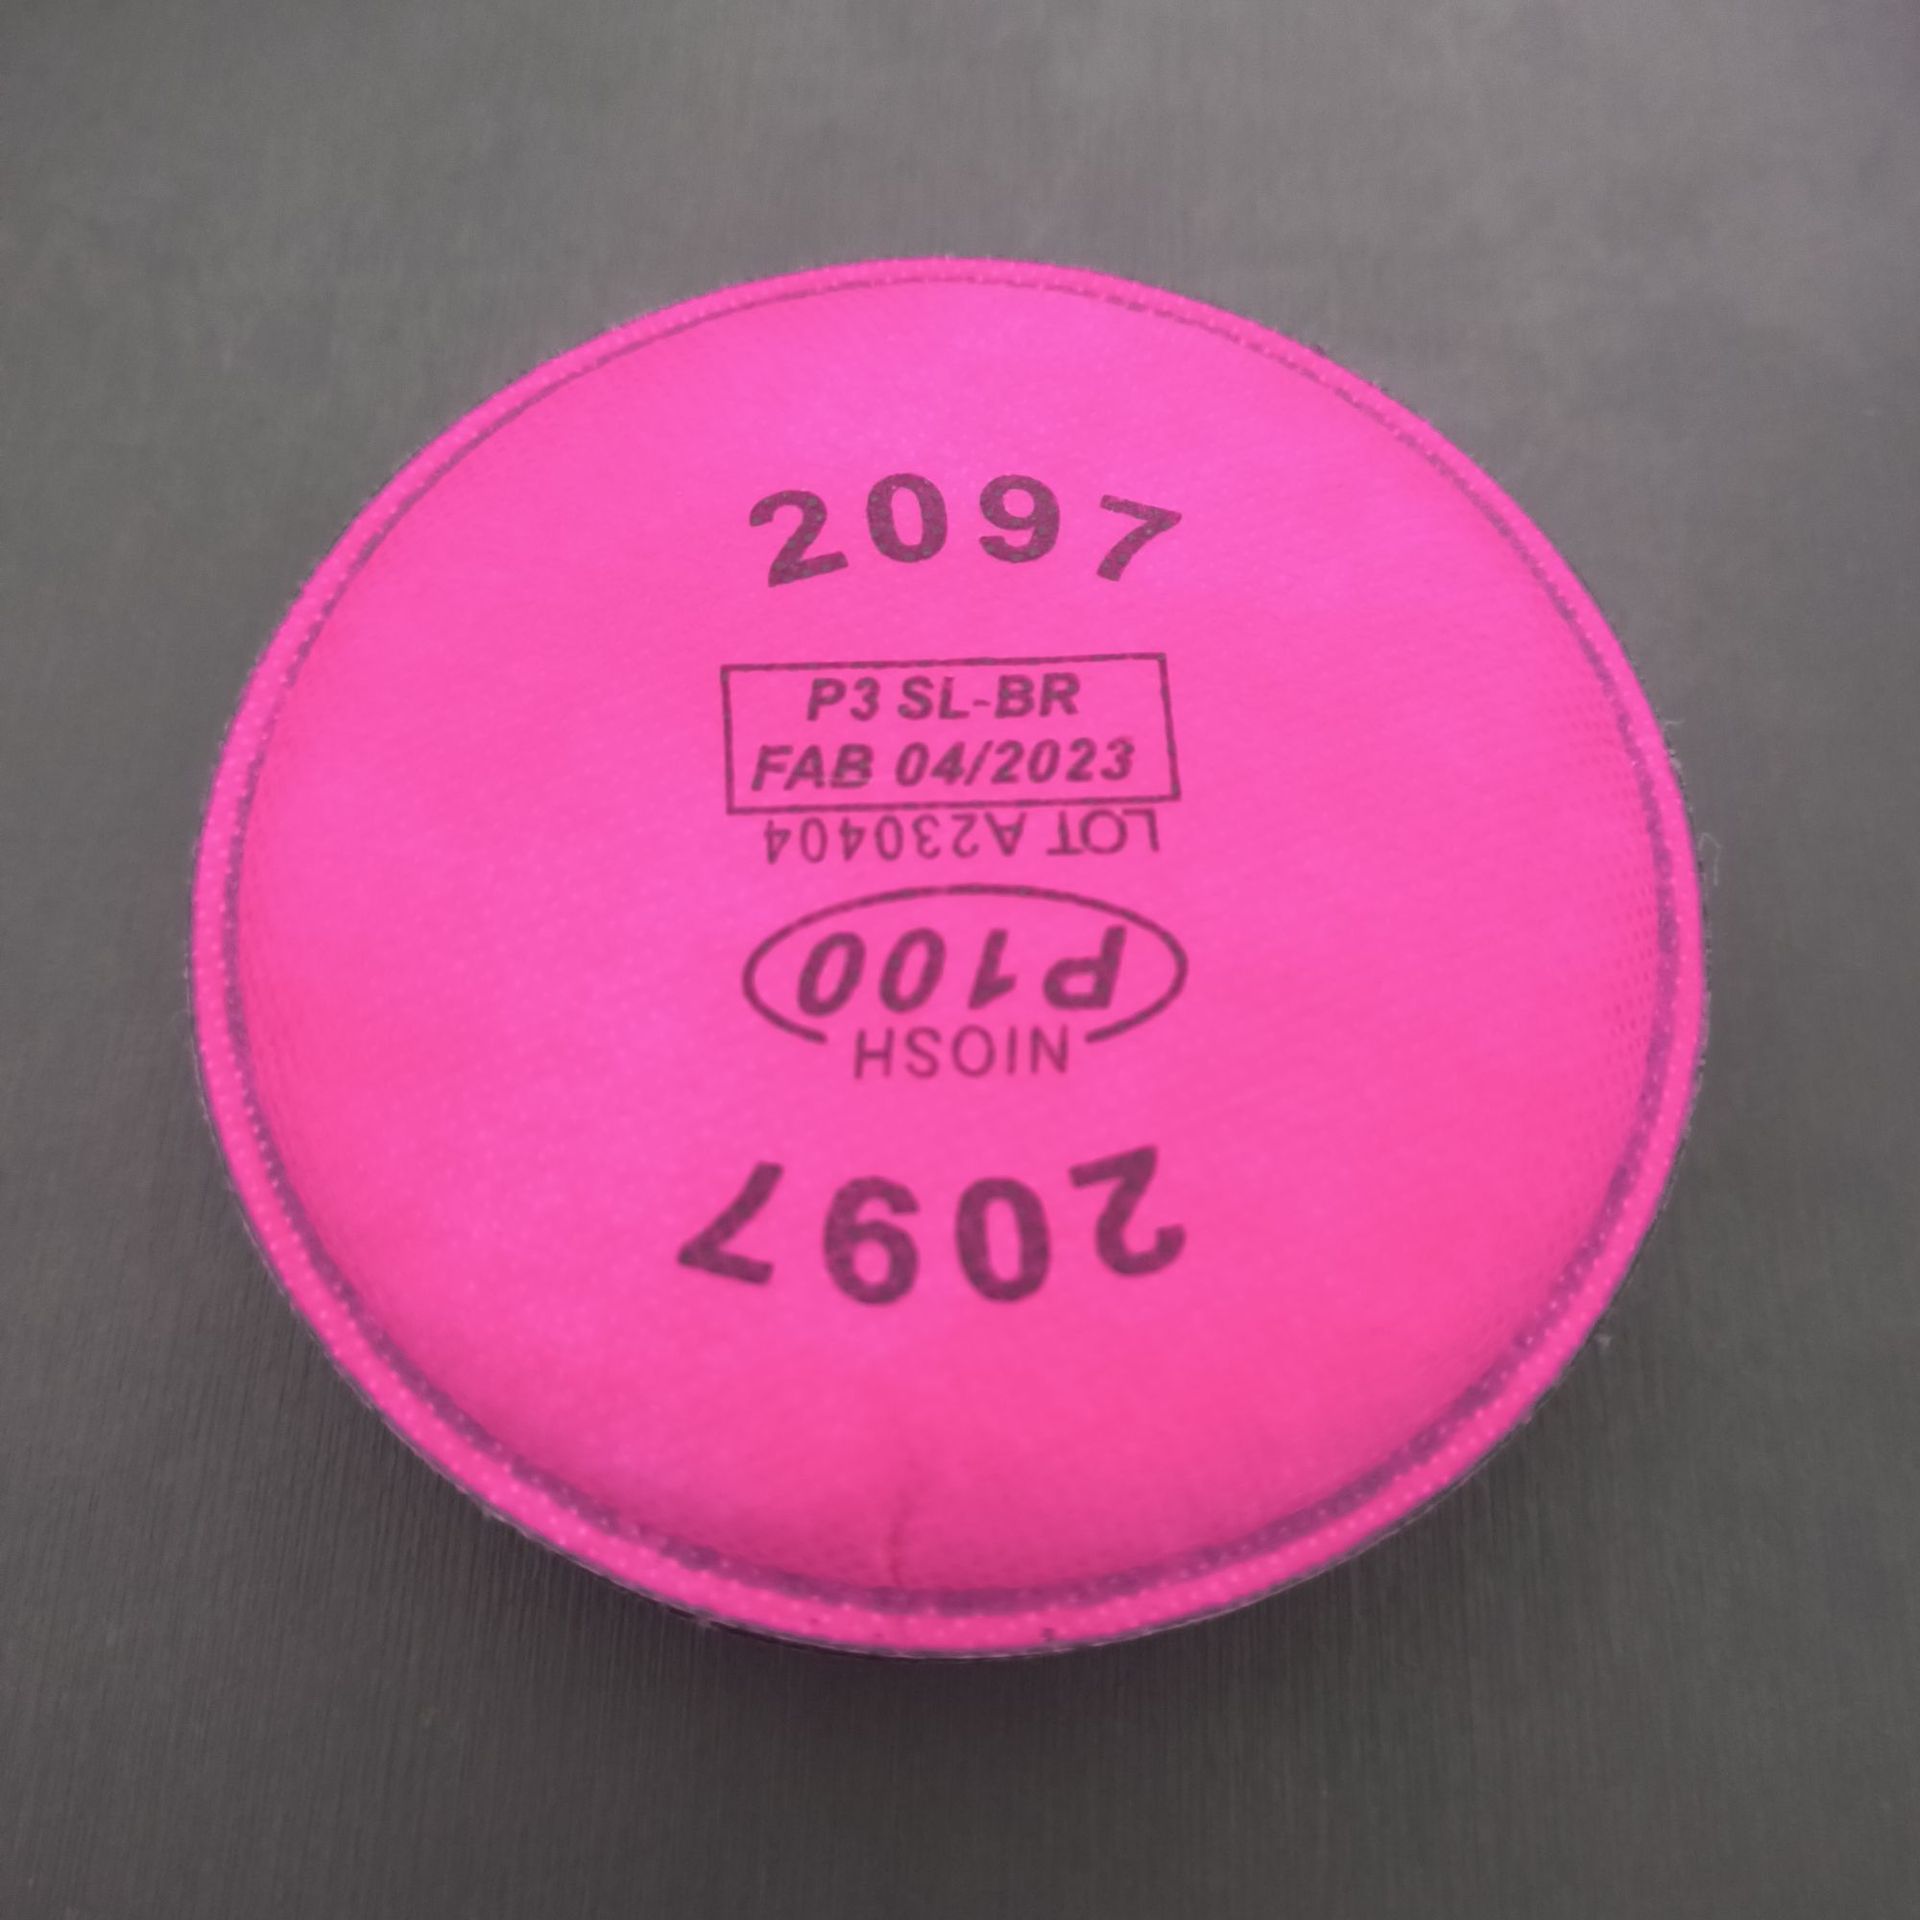 2097
P3 SL-BR
FAB 04/2023
LOT A230404
P100
NIOSH
2097